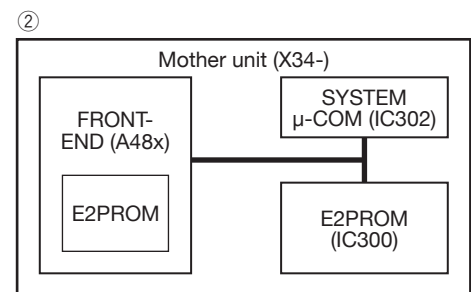 ②
Mother unit (X34-)
FRONT-
END (A48x)
E2PROM
SYSTEM
µ-COM (IC302)
E2PROM
(IC300)